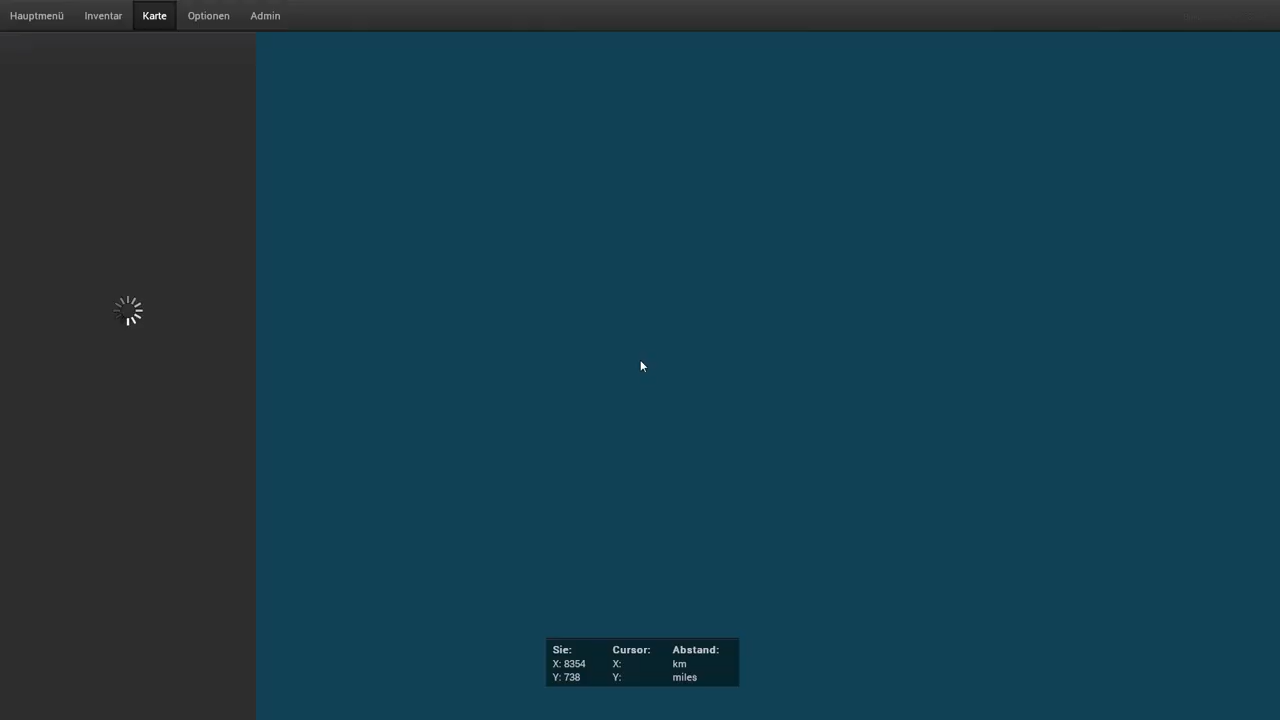 Hauptmenü Inventar Karte Optionen Admin
Sie: Cursor: Abstand:
X: 8354 X: km
Y: 738 Y: miles